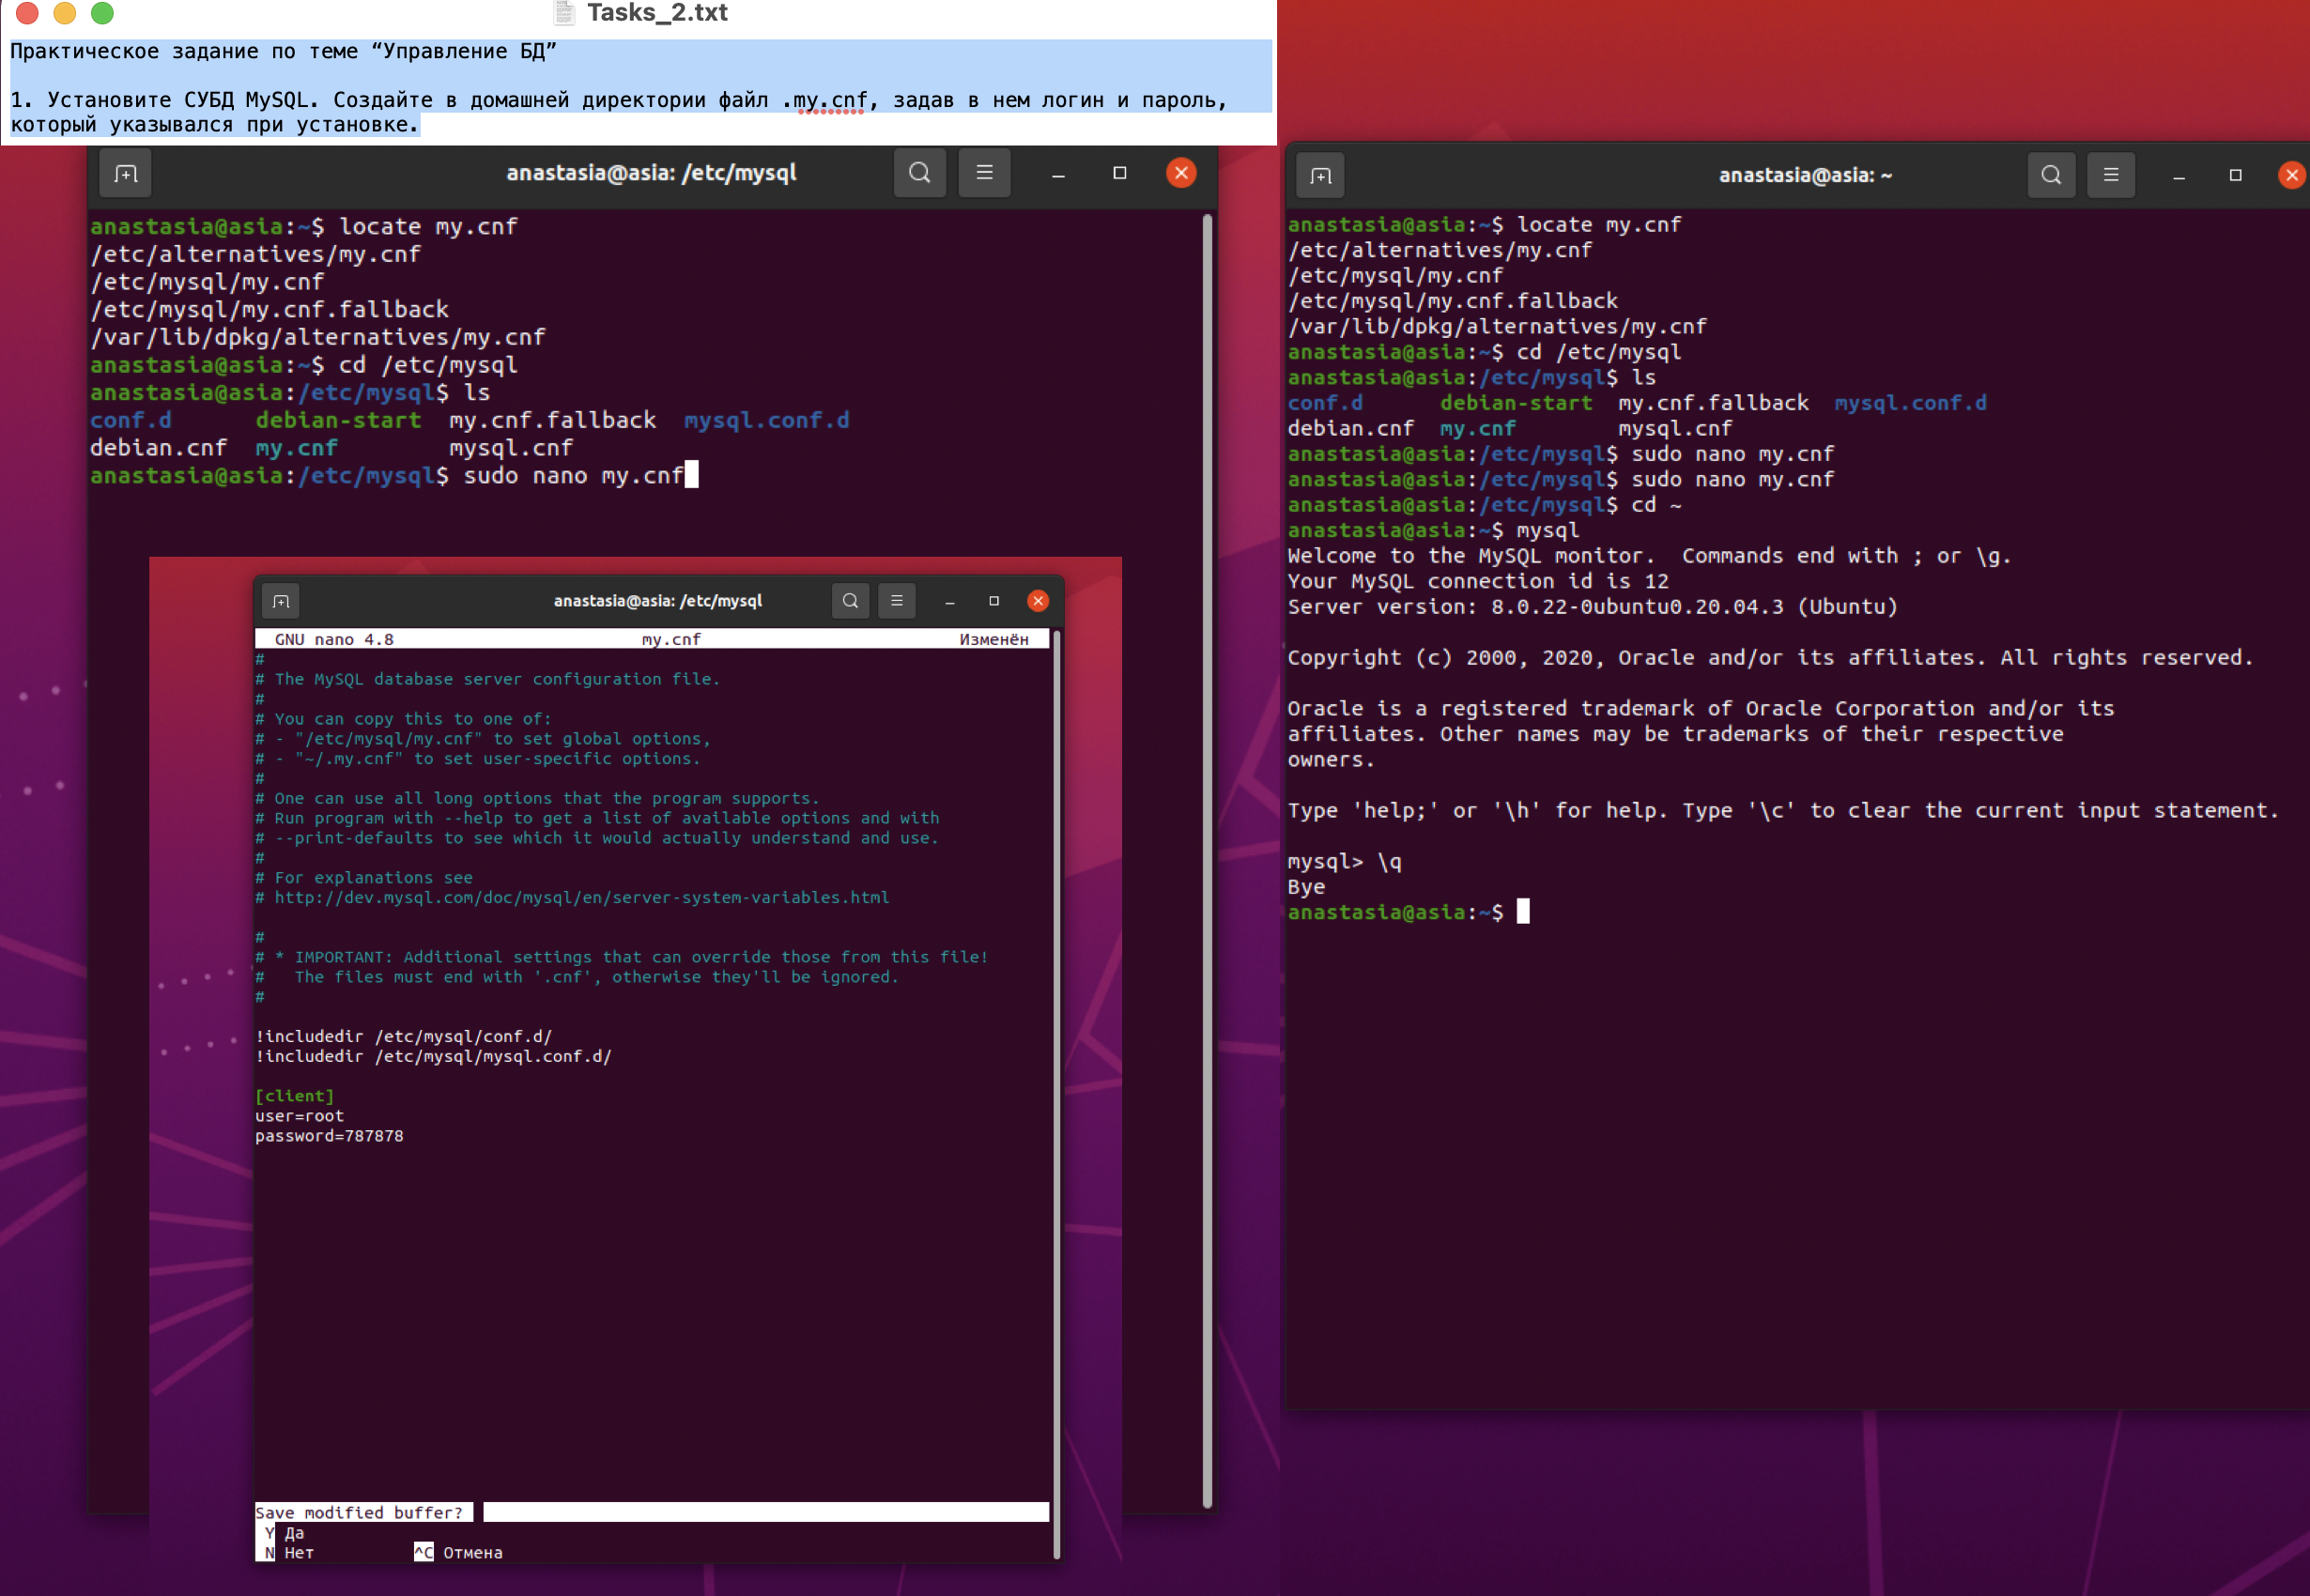 Tasks_2.txt
Практическое задание по теме “Управление БД”
1. Установите СУБД MySQL. Создайте в домашней директории файл .my.cnf, задав в нем логин и пароль,
который указывался при установке.
anastasia@asia: /etc/mysql
anastasia@asia:~$ locate my.cnf
/etc/alternatives/my.cnf
/etc/mysql/my.cnf
/etc/mysql/my.cnf.fallback
/var/lib/dpkg/alternatives/my.cnf
anastasia@asia:~$ cd /etc/mysql
anastasia@asia:/etc/mysql$ ls
conf.d      debian-start  my.cnf.fallback  mysql.conf.d
debian.cnf  my.cnf        mysql.cnf
anastasia@asia:/etc/mysql$ sudo nano my.cnf
anastasia@asia: /etc/mysql
GNU nano 4.8    my.cnf    Изменён
#
# The MySQL database server configuration file.
#
# You can copy this to one of:
# - "/etc/mysql/my.cnf" to set global options,
# - "~/.my.cnf" to set user-specific options.
#
# One can use all long options that the program supports.
# Run program with --help to get a list of available options and with
# --print-defaults to see which it would actually understand and use.
#
# For explanations see
# http://dev.mysql.com/doc/mysql/en/server-system-variables.html
#
# * IMPORTANT: Additional settings that can override those from this file!
#   The files must end with '.cnf', otherwise they'll be ignored.
#
!includedir /etc/mysql/conf.d/
!includedir /etc/mysql/mysql.conf.d/
[client]
user=root
password=787878
Save modified buffer?
Y Да
N Нет    ^C Отмена
anastasia@asia: ~
anastasia@asia:~$ locate my.cnf
/etc/alternatives/my.cnf
/etc/mysql/my.cnf
/etc/mysql/my.cnf.fallback
/var/lib/dpkg/alternatives/my.cnf
anastasia@asia:~$ cd /etc/mysql
anastasia@asia:/etc/mysql$ ls
conf.d      debian-start  my.cnf.fallback  mysql.conf.d
debian.cnf  my.cnf        mysql.cnf
anastasia@asia:/etc/mysql$ sudo nano my.cnf
anastasia@asia:/etc/mysql$ sudo nano my.cnf
anastasia@asia:/etc/mysql$ cd ~
anastasia@asia:~$ mysql
Welcome to the MySQL monitor.  Commands end with ; or \g.
Your MySQL connection id is 12
Server version: 8.0.22-0ubuntu0.20.04.3 (Ubuntu)
Copyright (c) 2000, 2020, Oracle and/or its affiliates. All rights reserved.
Oracle is a registered trademark of Oracle Corporation and/or its
affiliates. Other names may be trademarks of their respective
owners.
Type 'help;' or '\h' for help. Type '\c' to clear the current input statement.
mysql> \q
Bye
anastasia@asia:~$